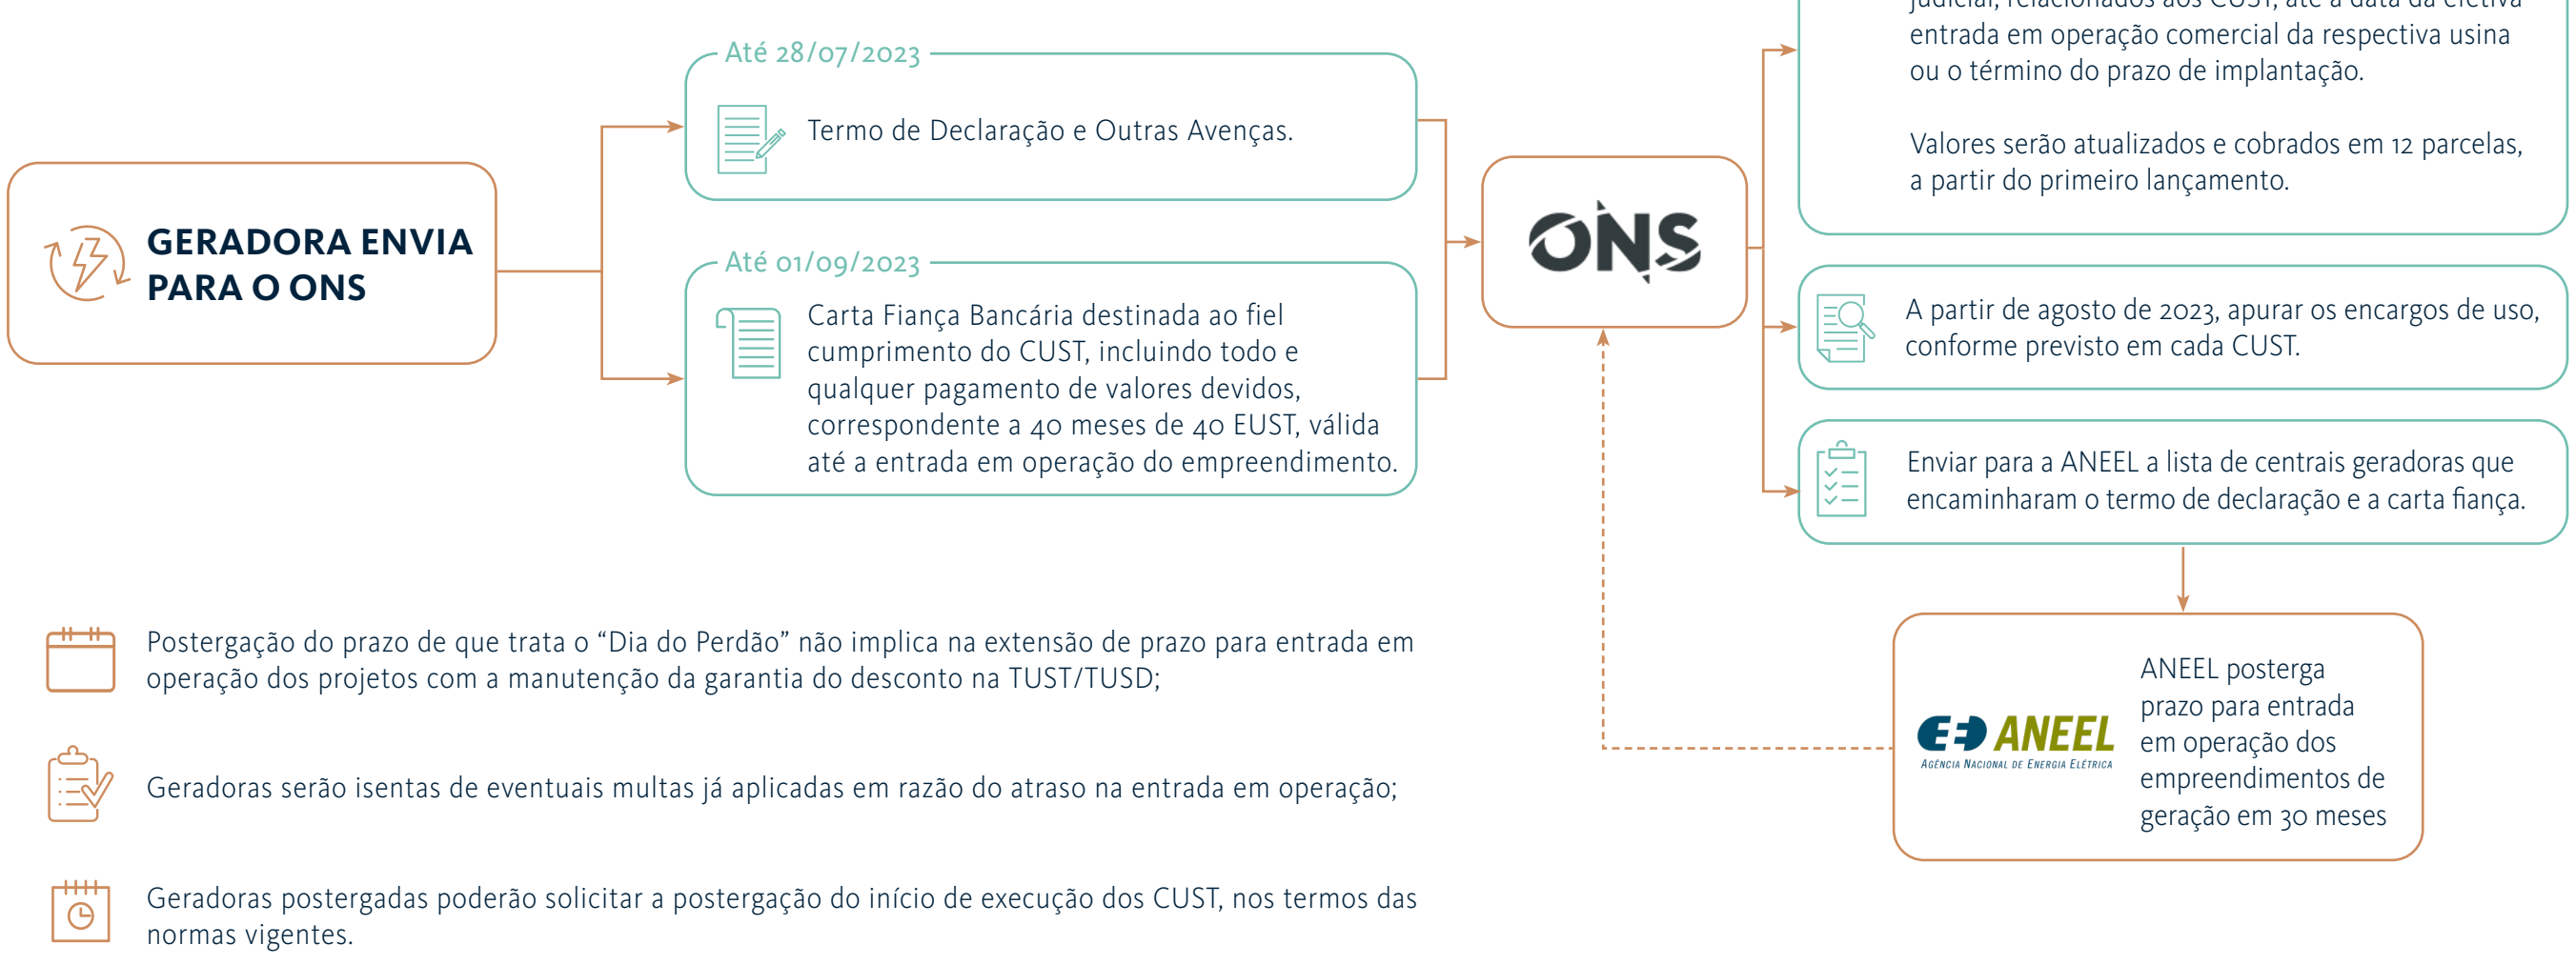 GERADORA ENVIA
PARA O ONS
Até 28/07/2023
Termo de Declaração e Outras Avenças.
Até 01/09/2023
Carta Fiança Bancária destinada ao fiel
cumprimento do CUST, incluindo todo e
qualquer pagamento de valores devidos,
correspondente a 40 meses de 40 EUST, válida
até a entrada em operação do empreendimento.
ONS
judicial, relacionados aos CUST, até a data da efetiva
entrada em operação comercial da respectiva usina
ou o término do prazo de implantação.
Valores serão atualizados e cobrados em 12 parcelas,
a partir do primeiro lançamento.
A partir de agosto de 2023, apurar os encargos de uso,
conforme previsto em cada CUST.
Enviar para a ANEEL a lista de centrais geradoras que
encaminharam o termo de declaração e a carta fiança.
ANEEL
AGÊNCIA NACIONAL DE ENERGIA ELÉTRICA
ANEEL posterga
prazo para entrada
em operação dos
empreendimentos de
geração em 30 meses
Postergação do prazo de que trata o “Dia do Perdão” não implica na extensão de prazo para entrada em
operação dos projetos com a manutenção da garantia do desconto na TUST/TUSD;
Geradoras serão isentas de eventuais multas já aplicadas em razão do atraso na entrada em operação;
Geradoras postergadas poderão solicitar a postergação do início de execução dos CUST, nos termos das
normas vigentes.